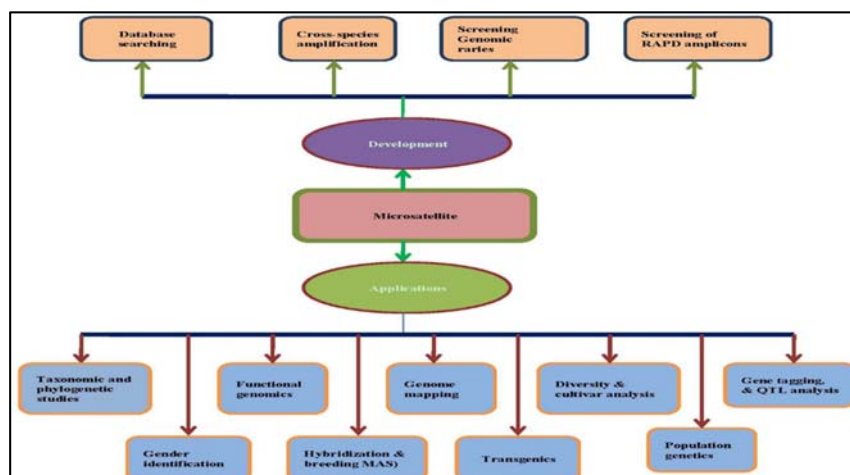 Database
searching
Cross-species
amplification
Screening
Genomic
raries
Screening of
RAPD amplicons
Development
Microsatellite
Applications
Taxonomic and
phylogenetic
studies
Functional
genomics
Genome
mapping
Diversity &
cultivar analysis
Gene tagging,
& QTL analysis
Gender
identification
Hybridization &
breeding MAS)
Transgenics
Population
genetics